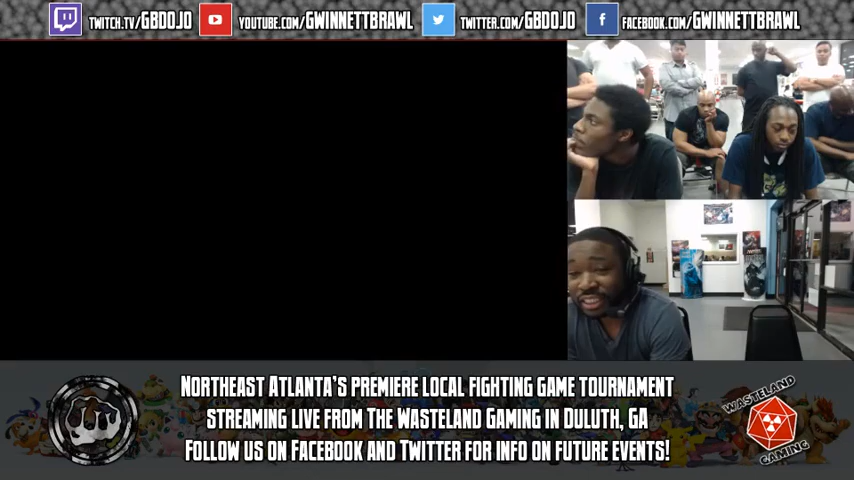 TWITCH.TV/GBDOJO
YOUTUBE.COM/GWINNETTBRAWL
TWITTER.COM/GBDOJO
FACEBOOK.COM/GWINNETTBRAWL
NORTHEAST ATLANTA'S PREMIERE LOCAL FIGHTING GAME TOURNAMENT
STREAMING LIVE FROM THE WASTELAND GAMING IN DULUTH, GA
FOLLOW US ON FACEBOOK AND TWITTER FOR INFO ON FUTURE EVENTS!
WASTELAND
GAMING